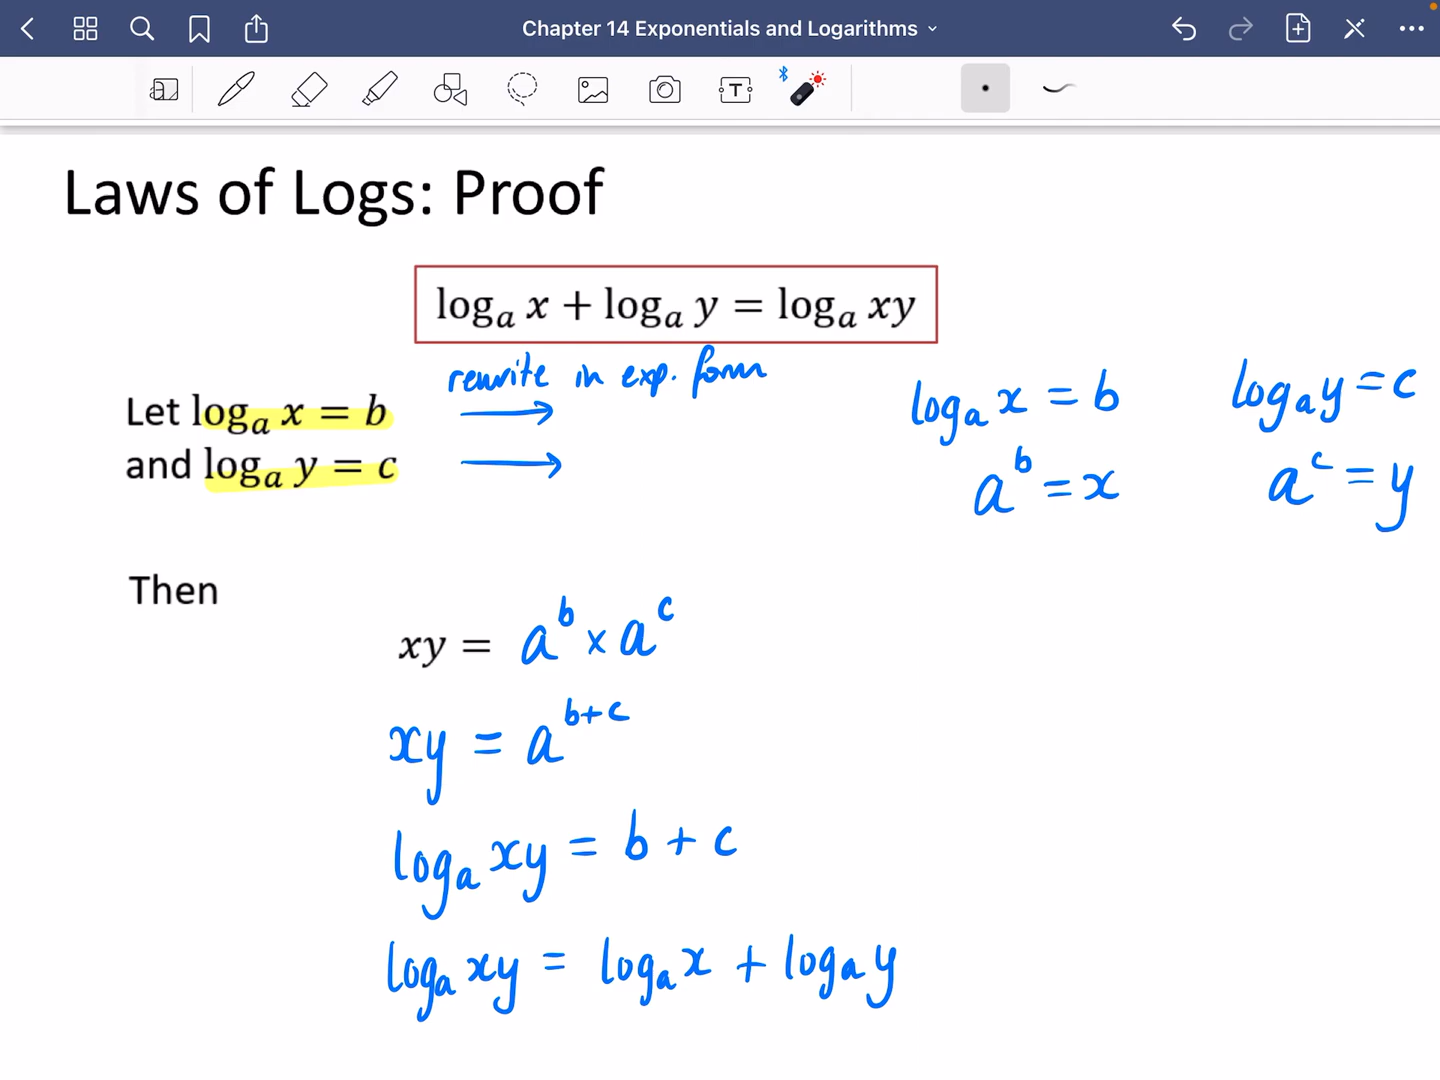 Chapter 14 Exponentials and Logarithms
Laws of Logs: Proof
logₐ x + logₐ y = logₐ xy
rewrite in exp. form
Let logₐ x = b
and logₐ y = c
logₐ x = b
aᵇ = x
logₐ y = c
aᶜ = y
Then
xy = aᵇ × aᶜ
xy = aᵇ⁺ᶜ
logₐ xy = b + c
logₐ xy = logₐ x + logₐ y